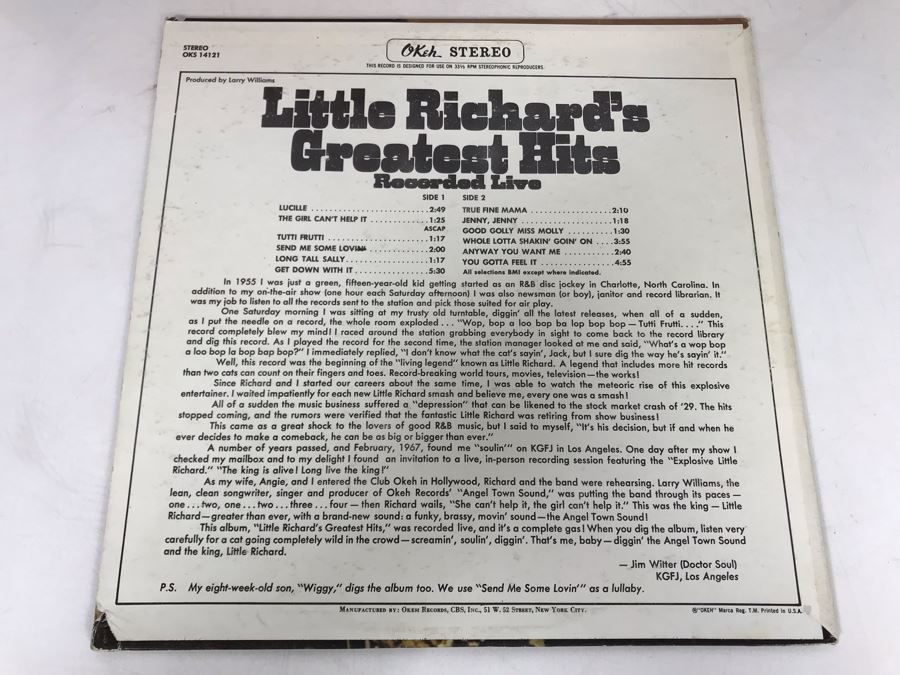 STEREO
OKS 14121
OKeh STEREO
THIS RECORD IS DESIGNED FOR USE ON 33⅓ RPM STEREOPHONIC REPRODUCERS.
Produced by Larry Williams
Little Richard's
Greatest Hits
Recorded Live
SIDE 1
LUCILLE . . . . . . . . . . . . . . . . . . . . . . .2:49
THE GIRL CAN'T HELP IT . . . . . . . . . . . .1:25
ASCAP
TUTTI FRUTTI . . . . . . . . . . . . . . . . . . .1:17
SEND ME SOME LOVIN' . . . . . . . . . . . .2:00
LONG TALL SALLY. . . . . . . . . . . . . . . . .1:17
GET DOWN WITH IT . . . . . . . . . . . . . . .5:30
SIDE 2
TRUE FINE MAMA . . . . . . . . . . . . . . .2:10
JENNY, JENNY . . . . . . . . . . . . . . . . . .1:18
GOOD GOLLY MISS MOLLY . . . . . . . . .1:30
WHOLE LOTTA SHAKIN' GOIN' ON . . . .3:55
ANYWAY YOU WANT ME . . . . . . . . . . .2:40
YOU GOTTA FEEL IT . . . . . . . . . . . . . .4:55
All selections BMI except where indicated.
In 1955 I was just a green, fifteen-year-old kid getting started as an R&B disc jockey in Charlotte, North Carolina. In
addition to my on-the-air show (one hour each Saturday afternoon) I was also newsman (or boy), janitor and record librarian. It
was my job to listen to all the records sent to the station and pick those suited for air play.
One Saturday morning I was sitting at my trusty old turntable, diggin' all the latest releases, when all of a sudden,
as I put the needle on a record, the whole room exploded . . . "Wop, bop a loo bop ba lop bop bop — Tutti Frutti. . . ." This
record completely blew my mind! I raced around the station grabbing everybody in sight to come back to the record library
and dig this record. As I played the record for the second time, the station manager looked at me and said, "What's a wop bop
a loo bop la bop bap bop?" I immediately replied, "I don't know what the cat's sayin', Jack, but I sure dig the way he's sayin' it."
Well, this record was the beginning of the "living legend" known as Little Richard. A legend that includes more hit records
than two cats can count on their fingers and toes. Record-breaking world tours, movies, television—the works!
Since Richard and I started our careers about the same time, I was able to watch the meteoric rise of this explosive
entertainer. I waited impatiently for each new Little Richard smash and believe me, every one was a smash!
All of a sudden the music business suffered a "depression" that can be likened to the stock market crash of '29. The hits
stopped coming, and the rumors were verified that the fantastic Little Richard was retiring from show business!
This came as a great shock to the lovers of good R&B music, but I said to myself, "It's his decision, but if and when he
ever decides to make a comeback, he can be as big or bigger than ever."
A number of years passed, and February, 1967, found me "soulin'" on KGFJ in Los Angeles. One day after my show I
checked my mailbox and to my delight I found an invitation to a live, in-person recording session featuring the "Explosive Little
Richard." "The king is alive! Long live the king!"
As my wife, Angie, and I entered the Club Okeh in Hollywood, Richard and the band were rehearsing. Larry Williams, the
lean, clean songwriter, singer and producer of Okeh Records' "Angel Town Sound," was putting the band through its paces—
one . . . two, one . . . two . . . three . . . four — then Richard wails, "She can't help it, the girl can't help it." This was the king — Little
Richard—greater than ever, with a brand-new sound: a funky, brassy, movin' sound—the Angel Town Sound!
This album, "Little Richard's Greatest Hits," was recorded live, and it's a complete gas! When you dig the album, listen very
carefully for a cat going completely wild in the crowd—screamin', soulin', diggin'. That's me, baby—diggin' the Angel Town Sound
and the king, Little Richard.
— Jim Witter (Doctor Soul)
KGFJ, Los Angeles
P.S. My eight-week-old son, "Wiggy," digs the album too. We use "Send Me Some Lovin'" as a lullaby.
MANUFACTURED BY: OKEH RECORDS, CBS, INC., 51 W. 52 STREET, NEW YORK CITY.
®"OKEH" Marca Reg. T.M. Printed in U.S.A.